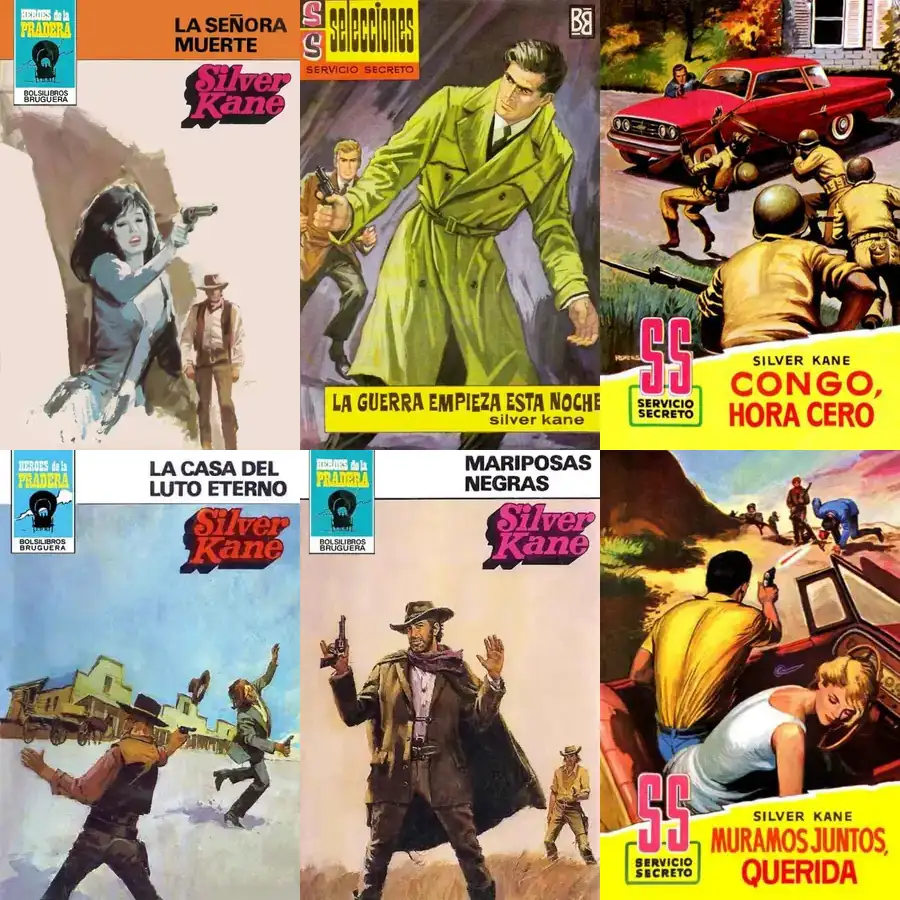 HEROES de la
PRADERA
BOLSILIBROS
BRUGUERA
LA SEÑORA
MUERTE
Silver
Kane
SS
Selecciones
SERVICIO SECRETO
BB
LA GUERRA EMPIEZA ESTA NOCHE
silver kane
SS
SERVICIO
SECRETO
SILVER KANE
CONGO,
HORA CERO
HEROES de la
PRADERA
BOLSILIBROS
BRUGUERA
LA CASA DEL
LUTO ETERNO
Silver
Kane
HEROES de la
PRADERA
BOLSILIBROS
BRUGUERA
MARIPOSAS
NEGRAS
Silver
Kane
SS
SERVICIO
SECRETO
SILVER KANE
MURAMOS JUNTOS,
QUERIDA